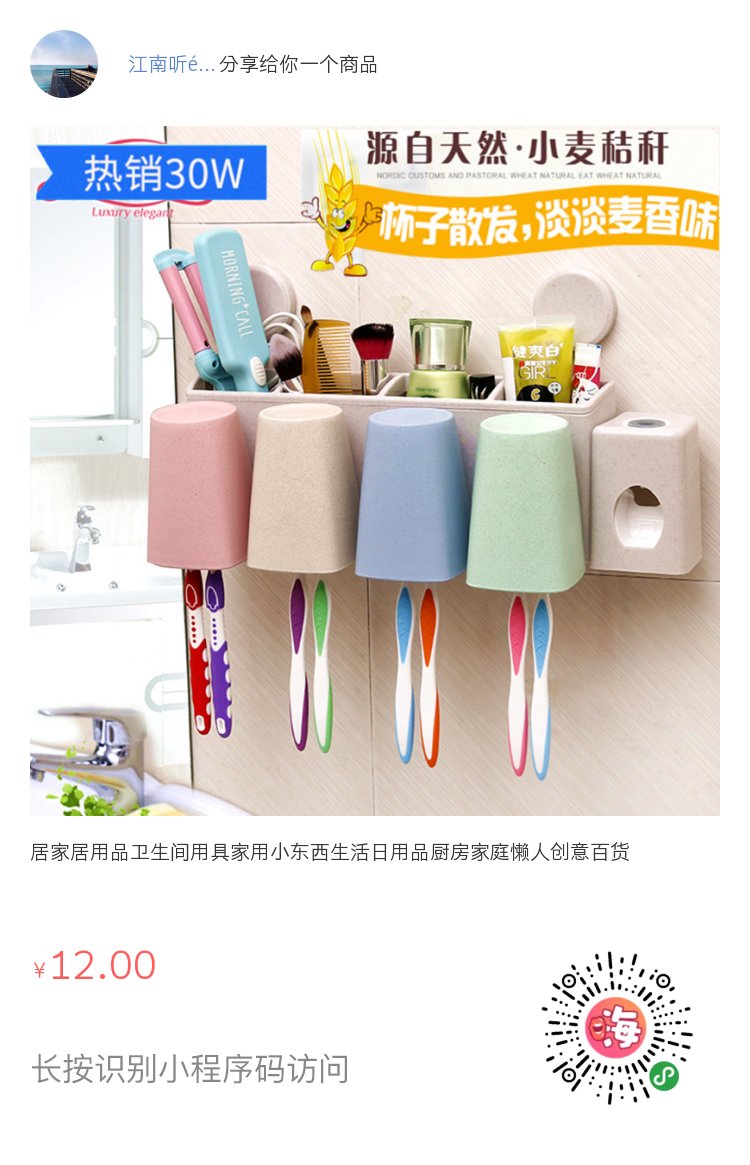 江南听é... 分享给你一个商品
热销30W
Luxury elegant
源自天然·小麦秸秆
NORDIC CUSTOMS AND PASTORAL WHEAT NATURAL EAT WHEAT NATURAL
杯子散发,淡淡麦香味
MORNING CALL
健爽白
GIRL
居家居用品卫生间用具家用小东西生活日用品厨房家庭懒人创意百货
¥12.00
嗨
长按识别小程序码访问